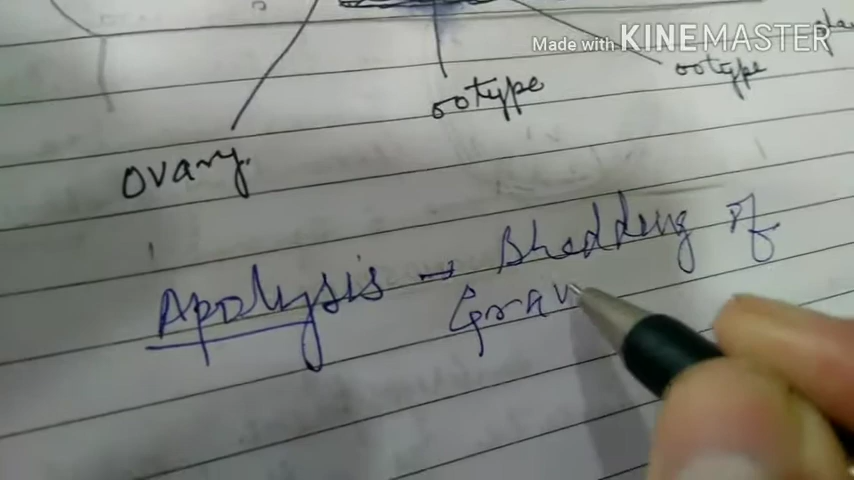 Made with KINEMASTER
ootype
ootype
ovary.
Apolysis → Shedding of
Grav